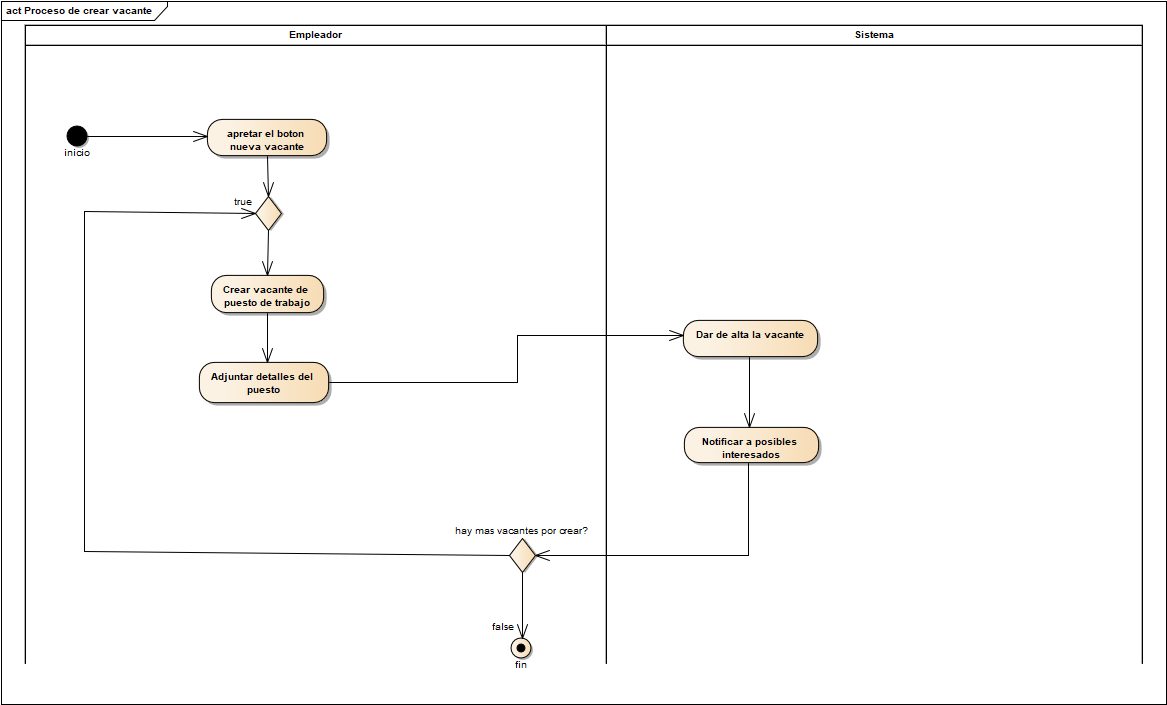 act Proceso de crear vacante
Empleador
Sistema
apretar el boton
nueva vacante
inicio
true
Crear vacante de
puesto de trabajo
Dar de alta la vacante
Adjuntar detalles del
puesto
Notificar a posibles
interesados
hay mas vacantes por crear?
false
fin